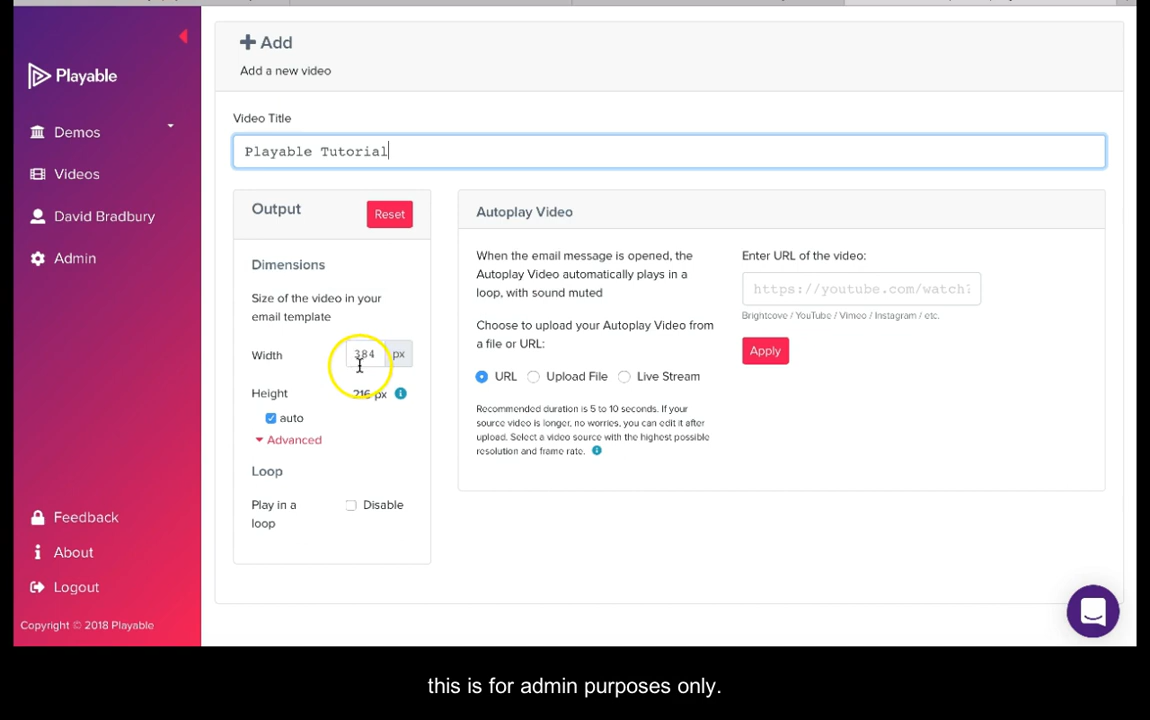 Playable
Demos
Videos
David Bradbury
Admin
Feedback
About
Logout
Copyright © 2018 Playable
Add
Add a new video
Video Title
Playable Tutorial
Output
Reset
Dimensions
Size of the video in your
email template
Width
384
px
Height
216 px
auto
Advanced
Loop
Play in a
loop
Disable
Autoplay Video
When the email message is opened, the
Autoplay Video automatically plays in a
loop, with sound muted
Choose to upload your Autoplay Video from
a file or URL:
URL
Upload File
Live Stream
Recommended duration is 5 to 10 seconds. If your
source video is longer, no worries, you can edit it after
upload. Select a video source with the highest possible
resolution and frame rate.
Enter URL of the video:
https://youtube.com/watch?
Brightcove / YouTube / Vimeo / Instagram / etc.
Apply
this is for admin purposes only.